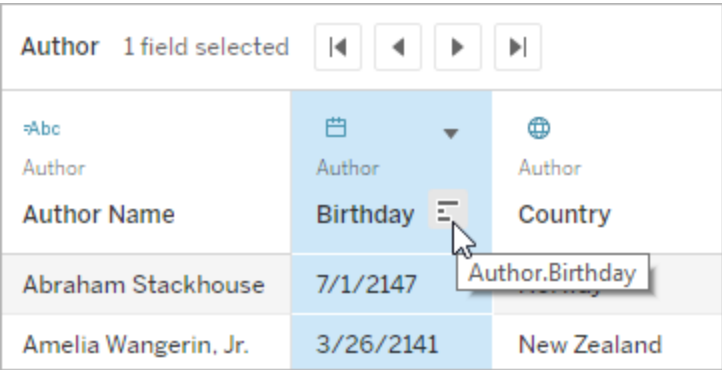 Author 1 field selected
=Abc
Author Author Author
Author Name Birthday Country
Author.Birthday
Abraham Stackhouse 7/1/2147 Norway
Amelia Wangerin, Jr. 3/26/2141 New Zealand